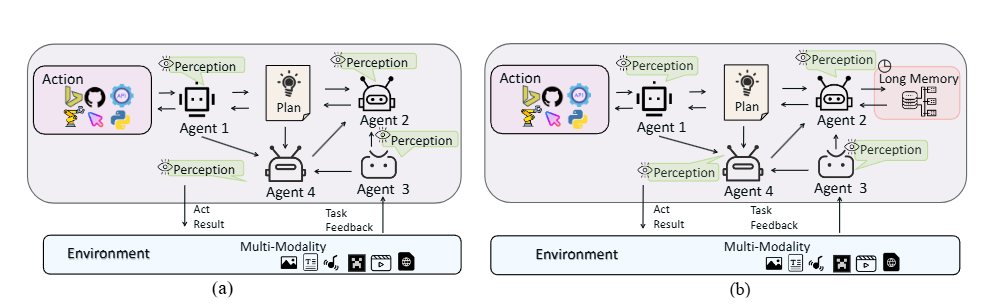 Action
Perception
API
Agent 1
Plan
Perception
Agent 2
Perception
Perception
Agent 4
Agent 3
Act
Result
Task
Feedback
Environment
Multi-Modality
(a)
Action
Perception
API
Agent 1
Plan
Perception
Agent 2
Long Memory
Perception
Perception
Agent 4
Agent 3
Act
Result
Task
Feedback
Environment
Multi-Modality
(b)